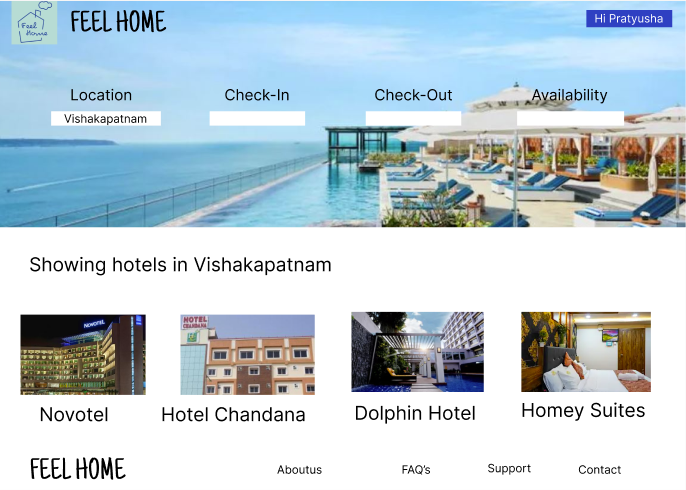 Feel
Home
FEEL HOME
Hi Pratyusha
Location
Check-In
Check-Out
Availability
Vishakapatnam
Showing hotels in Vishakapatnam
NOVOTEL
HOTEL
CHANDANA
Novotel
Hotel Chandana
Dolphin Hotel
Homey Suites
FEEL HOME
Aboutus
FAQ's
Support
Contact